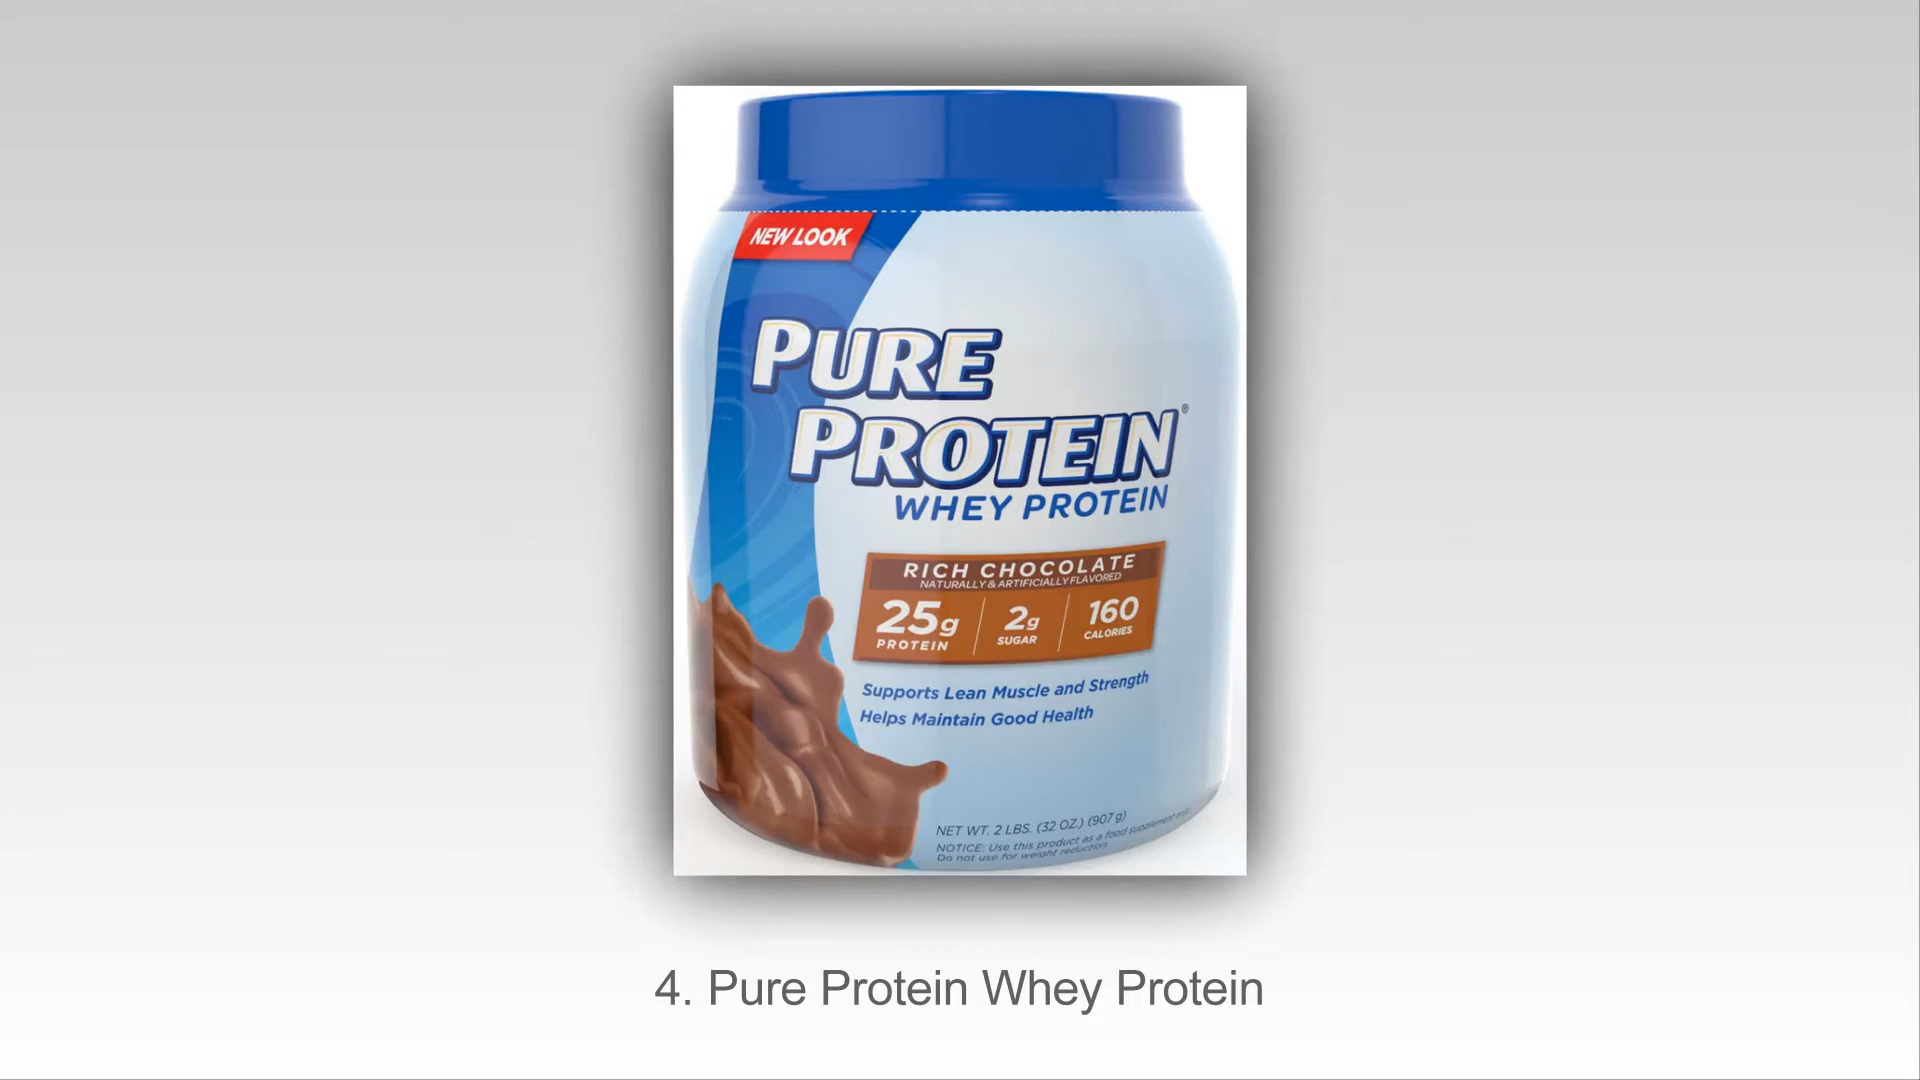 NEW LOOK
PURE
PROTEIN®
WHEY PROTEIN
RICH CHOCOLATE
NATURALLY & ARTIFICIALLY FLAVORED
25g PROTEIN
2g SUGAR
160 CALORIES
Supports Lean Muscle and Strength
Helps Maintain Good Health
NET WT. 2 LBS. (32 OZ.) (907 g)
NOTICE: Use this product as a food supplement only.
Do not use for weight reduction.
4. Pure Protein Whey Protein